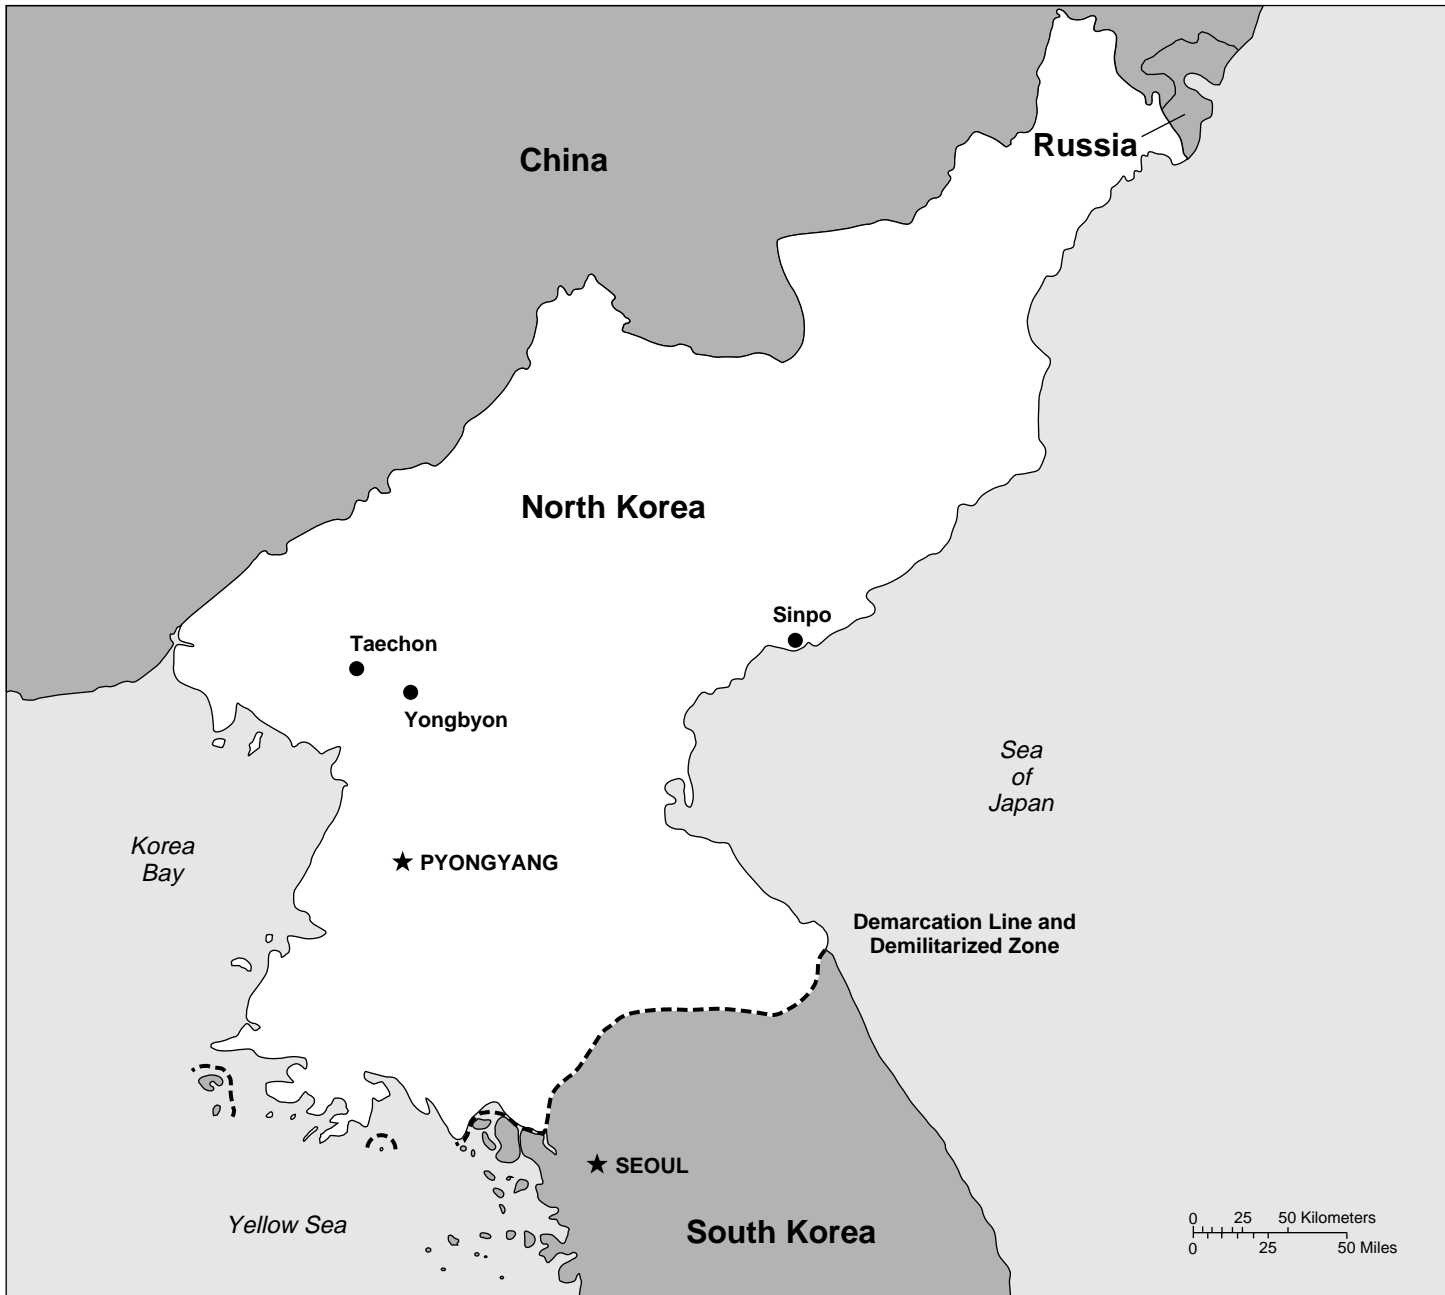 China
Russia
North Korea
Sinpo
Taechon
Yongbyon
Sea
of
Japan
Korea
Bay
PYONGYANG
Demarcation Line and
Demilitarized Zone
SEOUL
Yellow Sea
South Korea
0 25 50 Kilometers
0 25 50 Miles